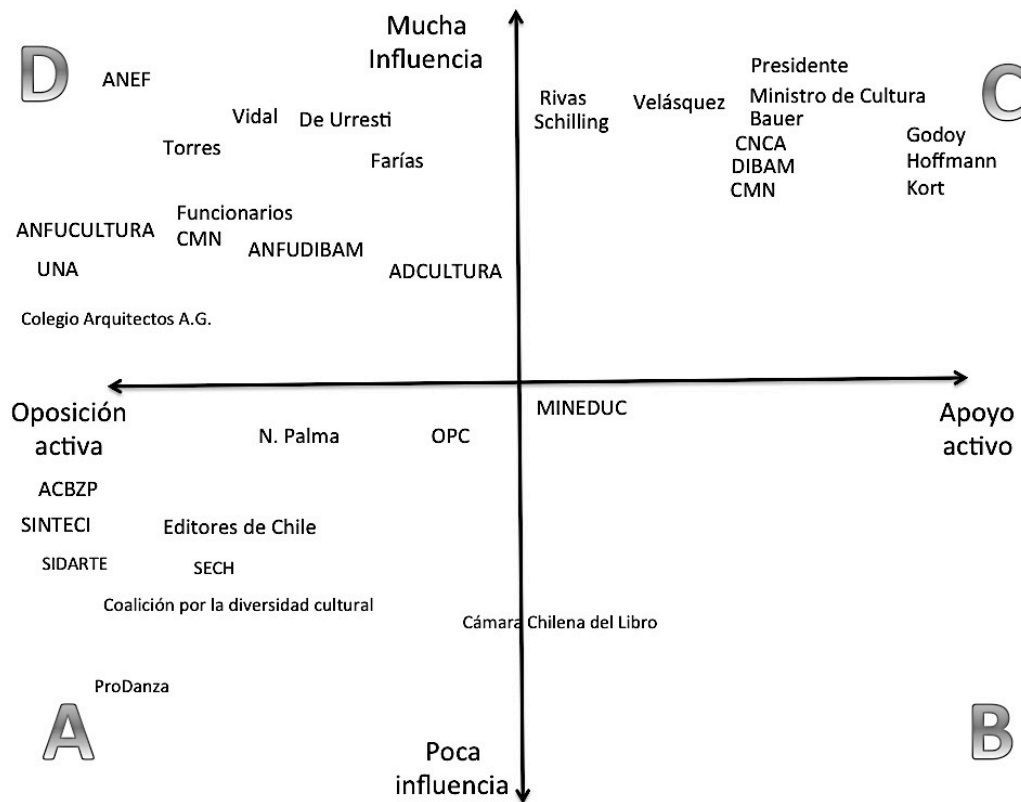 Mucha
Influencia
D
ANEF
Vidal
De Urresti
Torres
Farías
ANFUCULTURA
Funcionarios
CMN
ANFUDIBAM
UNA
ADCULTURA
Colegio Arquitectos A.G.
Rivas
Schilling
Velásquez
Presidente
Ministro de Cultura
Bauer
CNCA
DIBAM
CMN
Godoy
Hoffmann
Kort
C
Oposición
activa
N. Palma
OPC
MINEDUC
Apoyo
activo
ACBZP
SINTECI
Editores de Chile
SIDARTE
SECH
Coalición por la diversidad cultural
Cámara Chilena del Libro
ProDanza
A
Poca
influencia
B